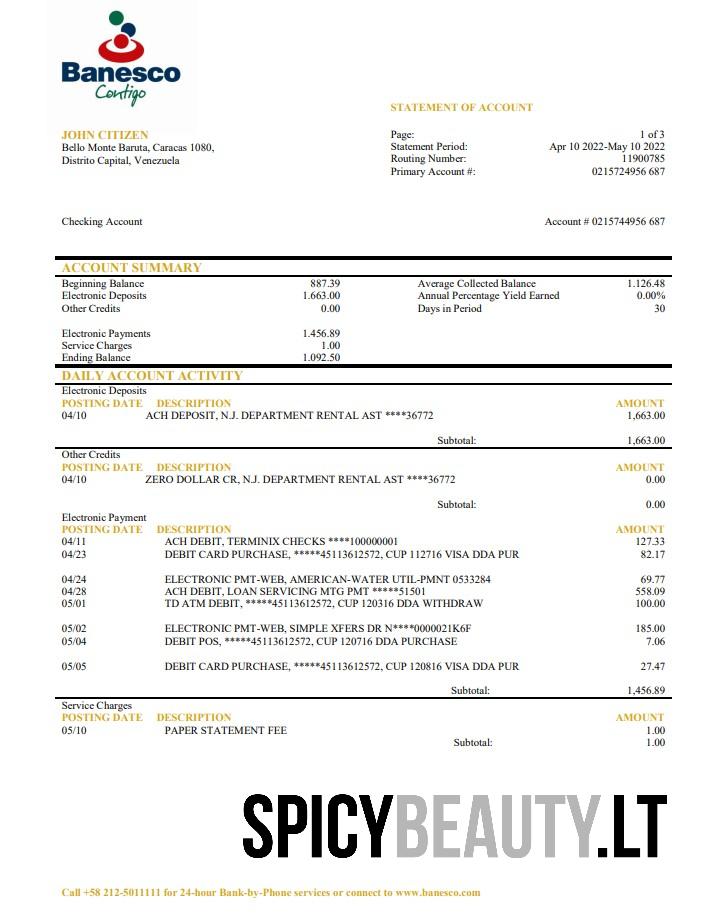 Banesco
Contigo
STATEMENT OF ACCOUNT
JOHN CITIZEN
Bello Monte Baruta, Caracas 1080,
Distrito Capital, Venezuela
Page: 1 of 3
Statement Period: Apr 10 2022-May 10 2022
Routing Number: 11900785
Primary Account #: 0215724956 687
Checking Account Account # 0215744956 687
ACCOUNT SUMMARY
Beginning Balance 887.39 Average Collected Balance 1.126.48
Electronic Deposits 1.663.00 Annual Percentage Yield Earned 0.00%
Other Credits 0.00 Days in Period 30
Electronic Payments 1.456.89
Service Charges 1.00
Ending Balance 1.092.50
DAILY ACCOUNT ACTIVITY
Electronic Deposits
POSTING DATE DESCRIPTION AMOUNT
04/10 ACH DEPOSIT, N.J. DEPARTMENT RENTAL AST ****36772 1,663.00
Subtotal: 1,663.00
Other Credits
POSTING DATE DESCRIPTION AMOUNT
04/10 ZERO DOLLAR CR, N.J. DEPARTMENT RENTAL AST ****36772 0.00
Subtotal: 0.00
Electronic Payment
POSTING DATE DESCRIPTION AMOUNT
04/11 ACH DEBIT, TERMINIX CHECKS ****100000001 127.33
04/23 DEBIT CARD PURCHASE, *****45113612572, CUP 112716 VISA DDA PUR 82.17
04/24 ELECTRONIC PMT-WEB, AMERICAN-WATER UTIL-PMNT 0533284 69.77
04/28 ACH DEBIT, LOAN SERVICING MTG PMT *****51501 558.09
05/01 TD ATM DEBIT, *****45113612572, CUP 120316 DDA WITHDRAW 100.00
05/02 ELECTRONIC PMT-WEB, SIMPLE XFERS DR N****0000021K6F 185.00
05/04 DEBIT POS, *****45113612572, CUP 120716 DDA PURCHASE 7.06
05/05 DEBIT CARD PURCHASE, *****45113612572, CUP 120816 VISA DDA PUR 27.47
Subtotal: 1,456.89
Service Charges
POSTING DATE DESCRIPTION AMOUNT
05/10 PAPER STATEMENT FEE 1.00
Subtotal: 1.00
SPICYBEAUTY.LT
Call +58 212-5011111 for 24-hour Bank-by-Phone services or connect to www.banesco.com